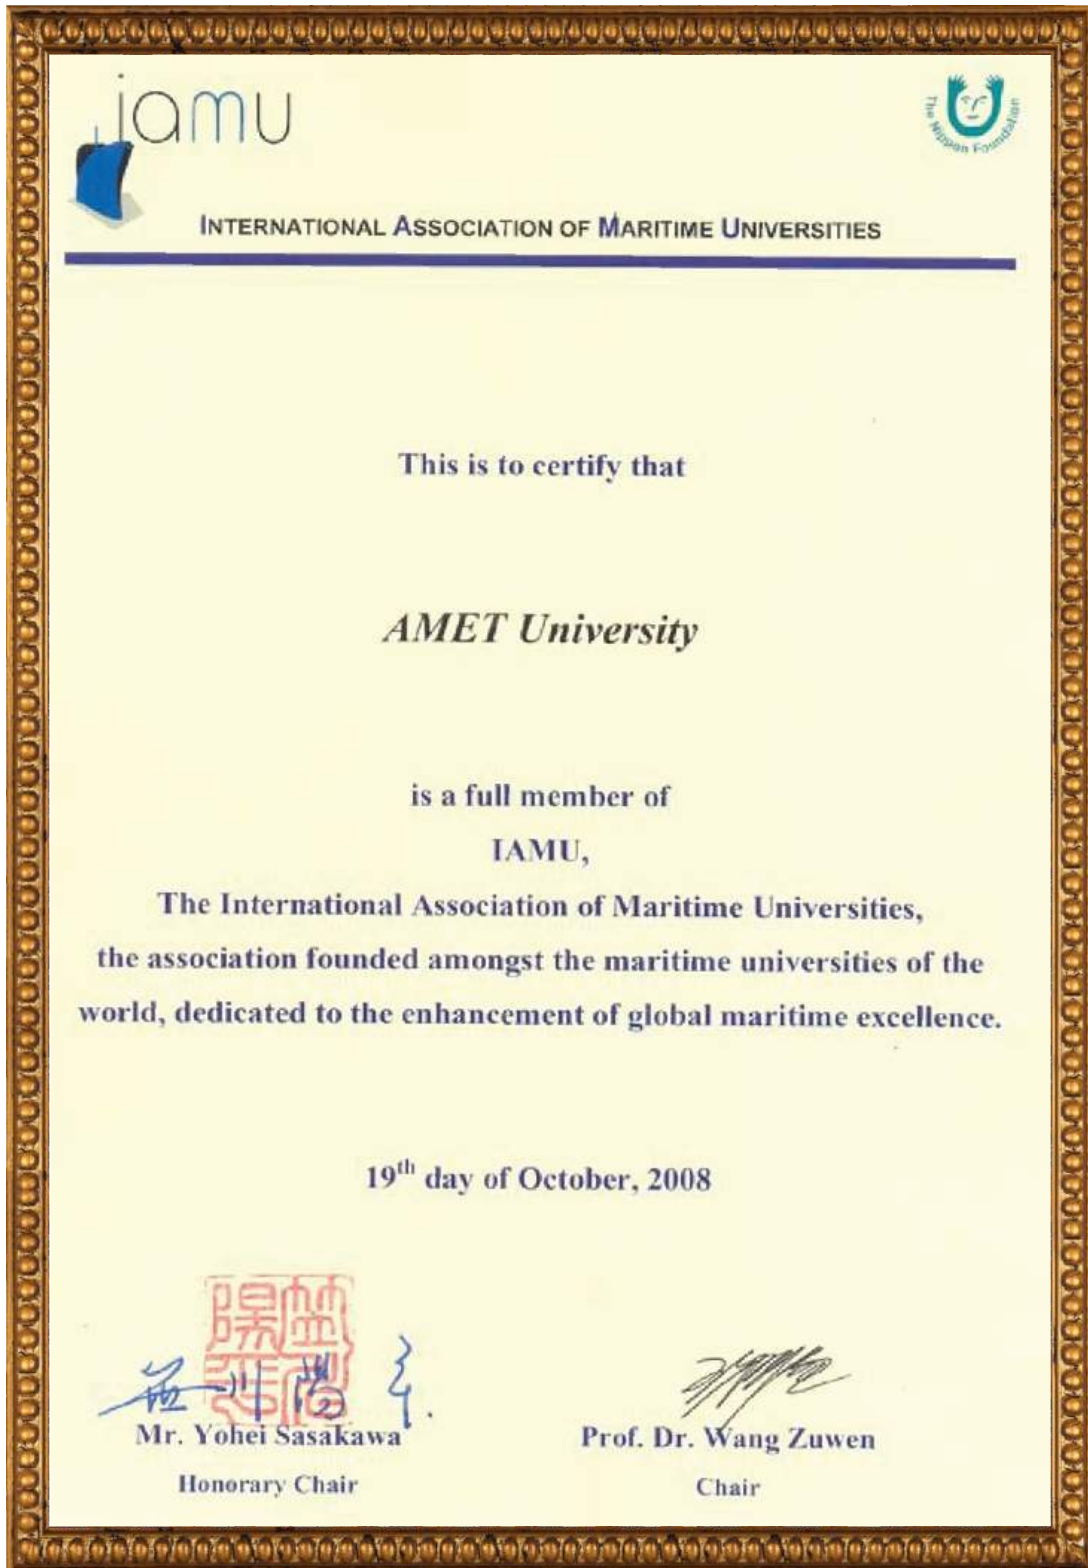 iamu
The Nippon Foundation
INTERNATIONAL ASSOCIATION OF MARITIME UNIVERSITIES
This is to certify that
AMET University
is a full member of
IAMU,
The International Association of Maritime Universities,
the association founded amongst the maritime universities of the
world, dedicated to the enhancement of global maritime excellence.
19th day of October, 2008
Mr. Yohei Sasakawa
Prof. Dr. Wang Zuwen
Honorary Chair
Chair